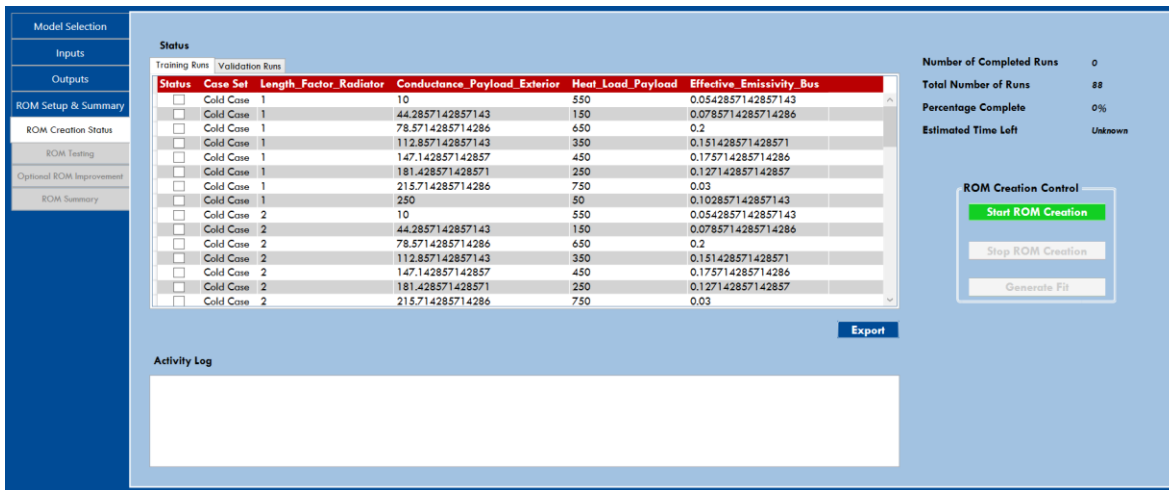 Model Selection
Inputs
Outputs
ROM Setup & Summary
ROM Creation Status
ROM Testing
Optional ROM Improvement
ROM Summary
Status
Training Runs Validation Runs
Status Case Set Length_Factor_Radiator Conductance_Payload_Exterior Heat_Load_Payload Effective_Emissivity_Bus
Cold Case 1 10 550 0.0542857142857143
Cold Case 1 44.2857142857143 150 0.0785714285714286
Cold Case 1 78.5714285714286 650 0.2
Cold Case 1 112.857142857143 350 0.151428571428571
Cold Case 1 147.142857142857 450 0.175714285714286
Cold Case 1 181.428571428571 250 0.127142857142857
Cold Case 1 215.714285714286 750 0.03
Cold Case 1 250 50 0.102857142857143
Cold Case 2 10 550 0.0542857142857143
Cold Case 2 44.2857142857143 150 0.0785714285714286
Cold Case 2 78.5714285714286 650 0.2
Cold Case 2 112.857142857143 350 0.151428571428571
Cold Case 2 147.142857142857 450 0.175714285714286
Cold Case 2 181.428571428571 250 0.127142857142857
Cold Case 2 215.714285714286 750 0.03
Export
Activity Log
Number of Completed Runs 0
Total Number of Runs 88
Percentage Complete 0%
Estimated Time Left Unknown
ROM Creation Control
Start ROM Creation
Stop ROM Creation
Generate Fit